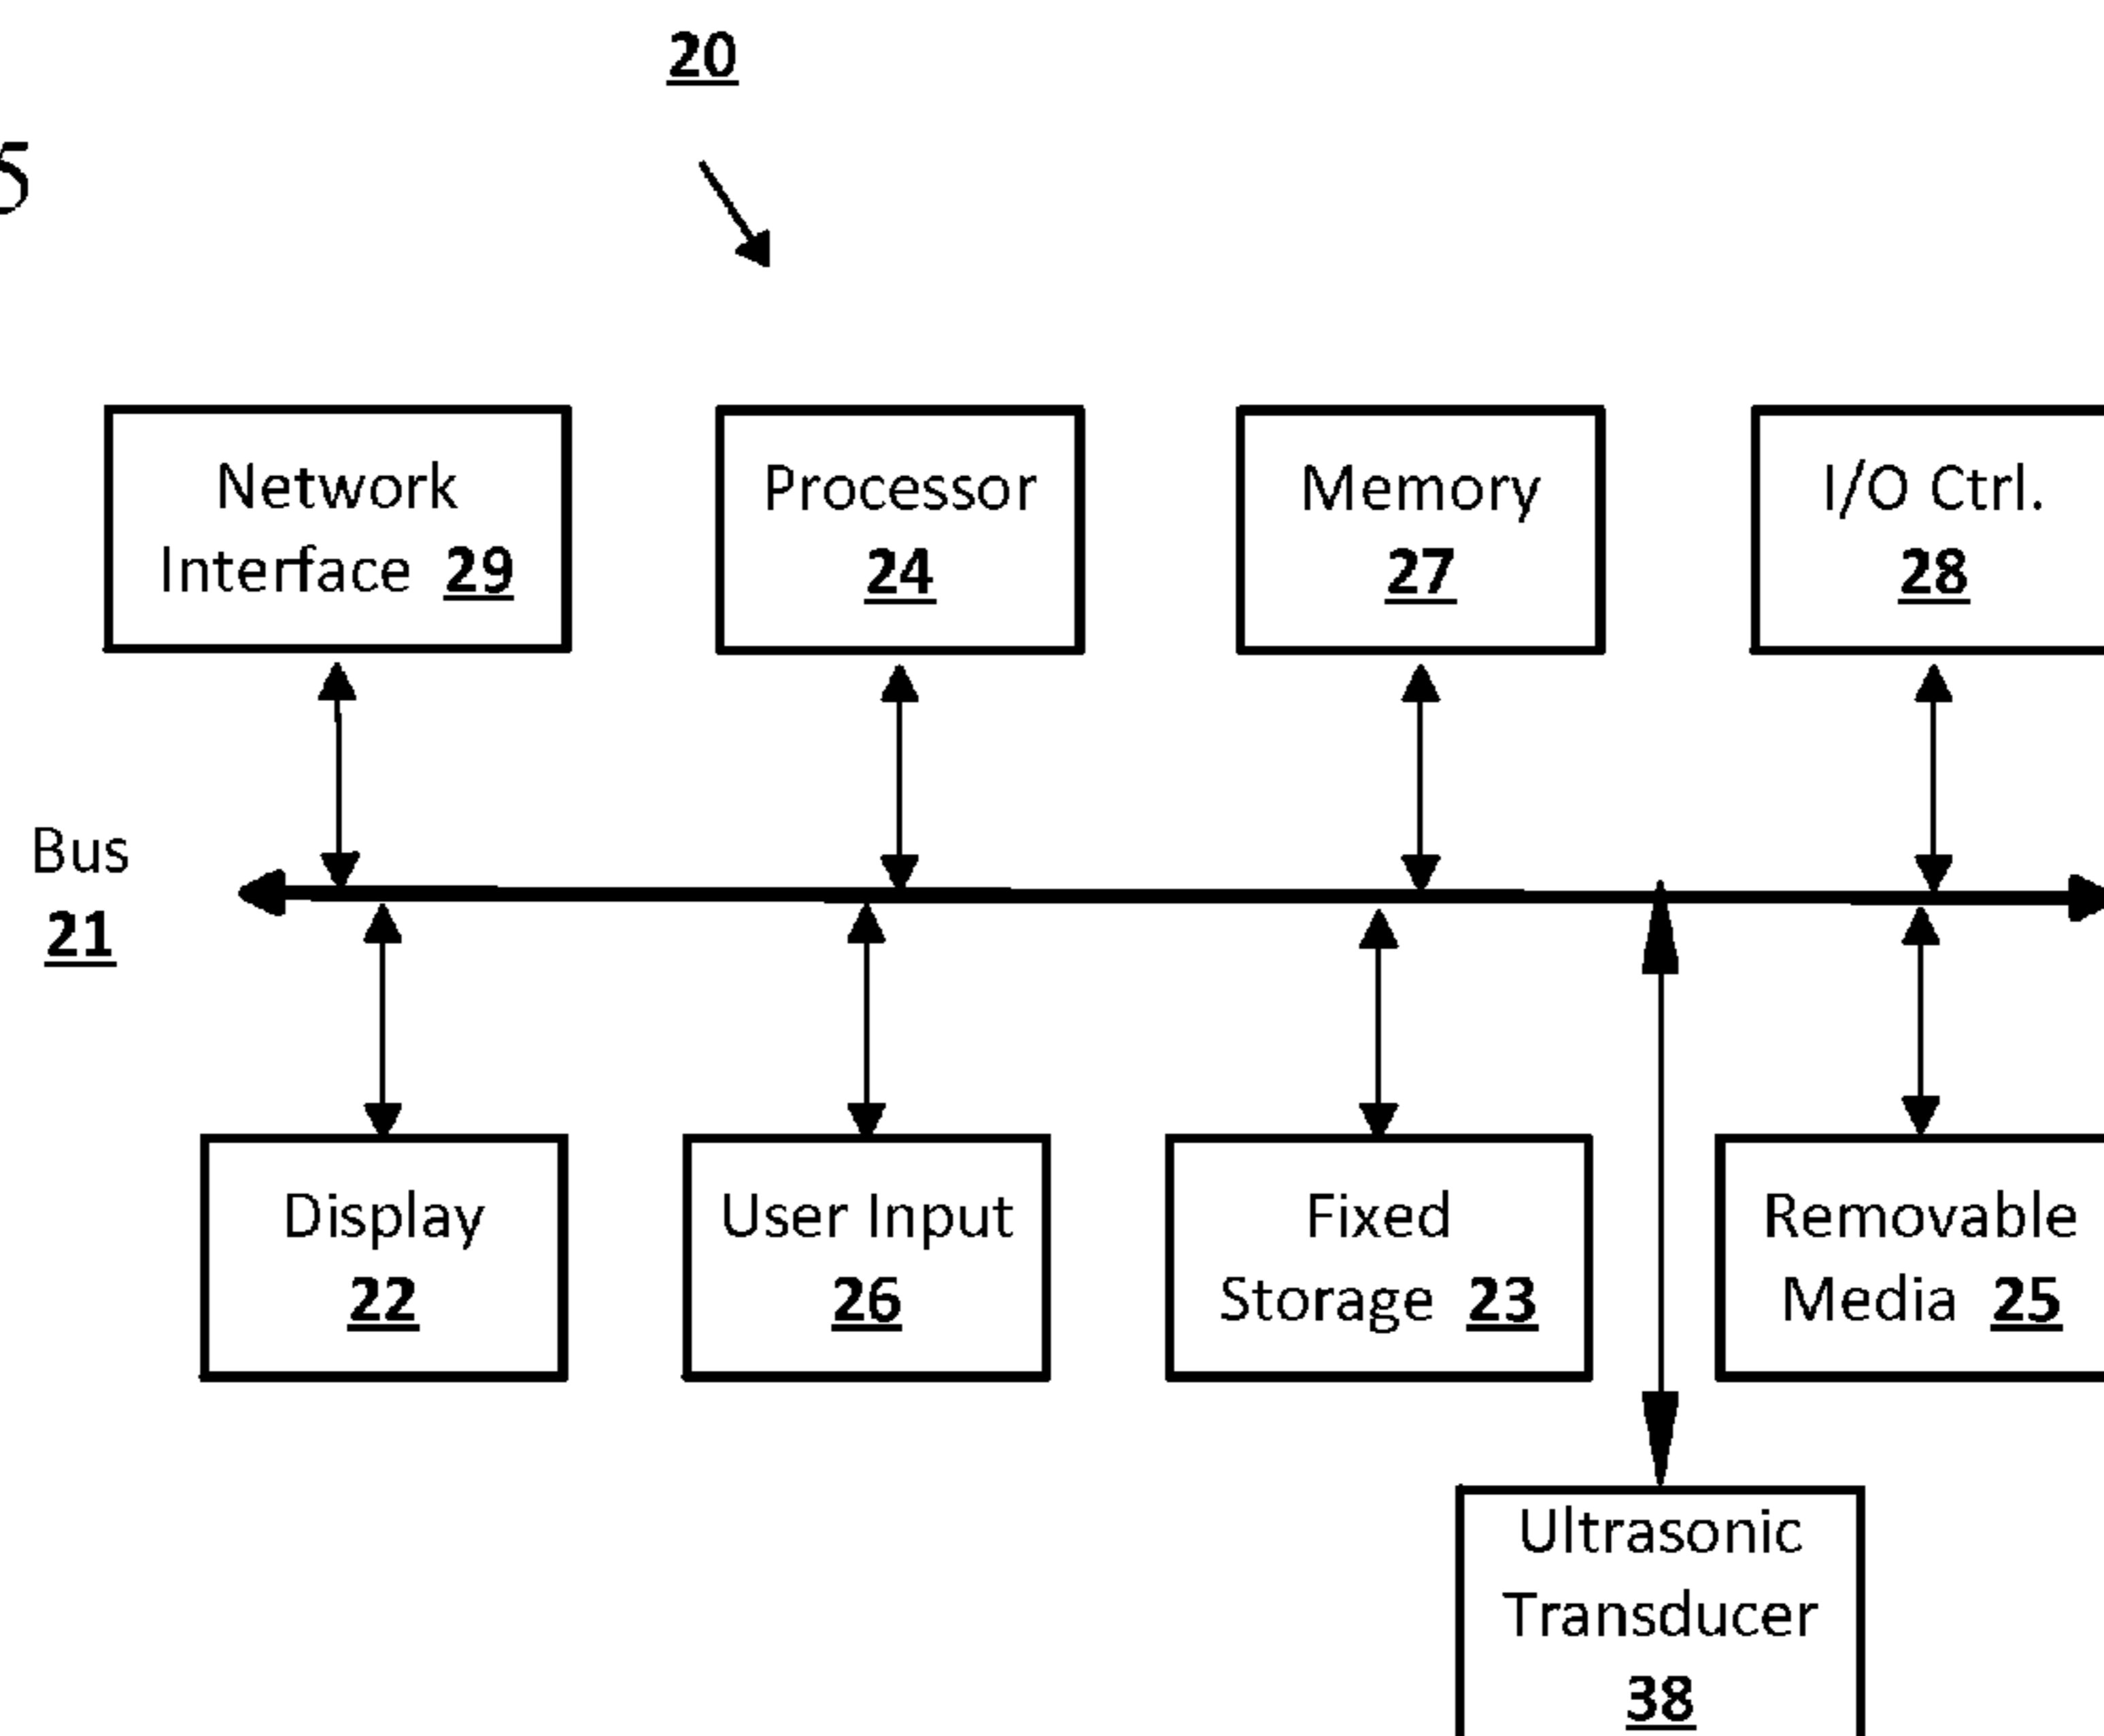 20
5
Network
Interface 29
Processor
24
Memory
27
I/O Ctrl.
28
Bus
21
Display
22
User Input
26
Fixed
Storage 23
Removable
Media 25
Ultrasonic
Transducer
38